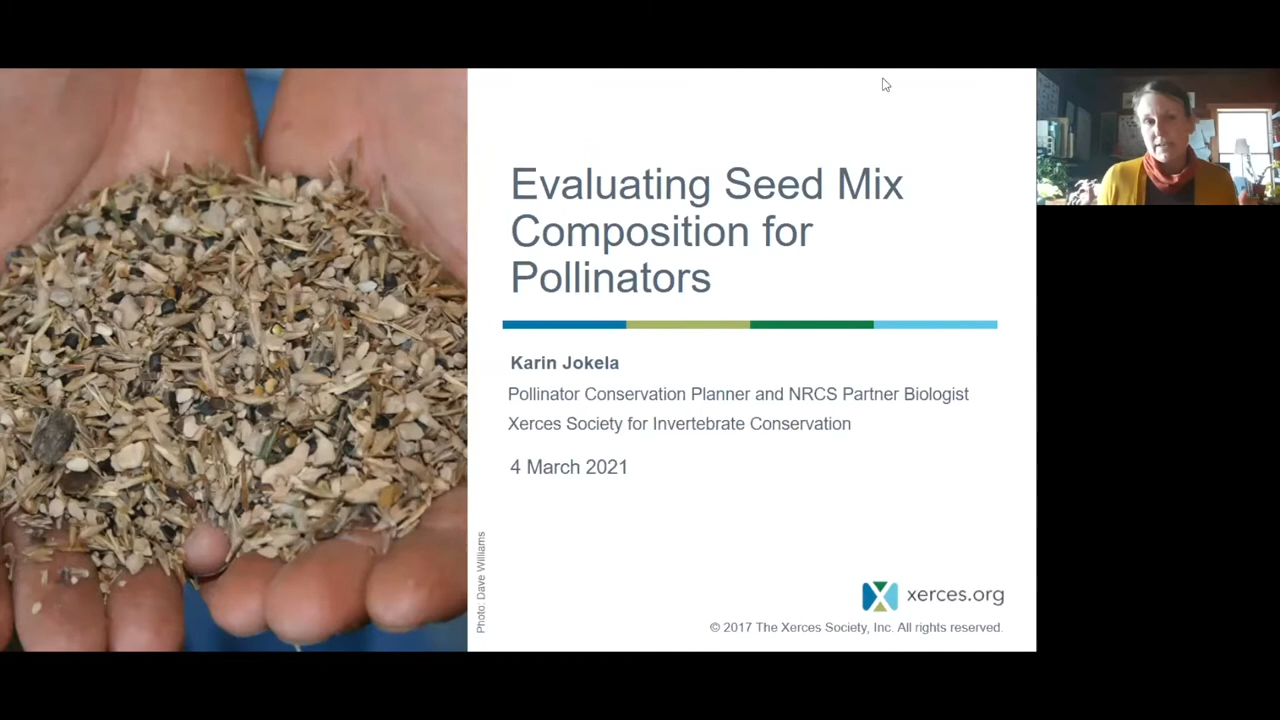 Evaluating Seed Mix
Composition for
Pollinators
Karin Jokela
Pollinator Conservation Planner and NRCS Partner Biologist
Xerces Society for Invertebrate Conservation
4 March 2021
Photo: Dave Williams
xerces.org
© 2017 The Xerces Society, Inc. All rights reserved.